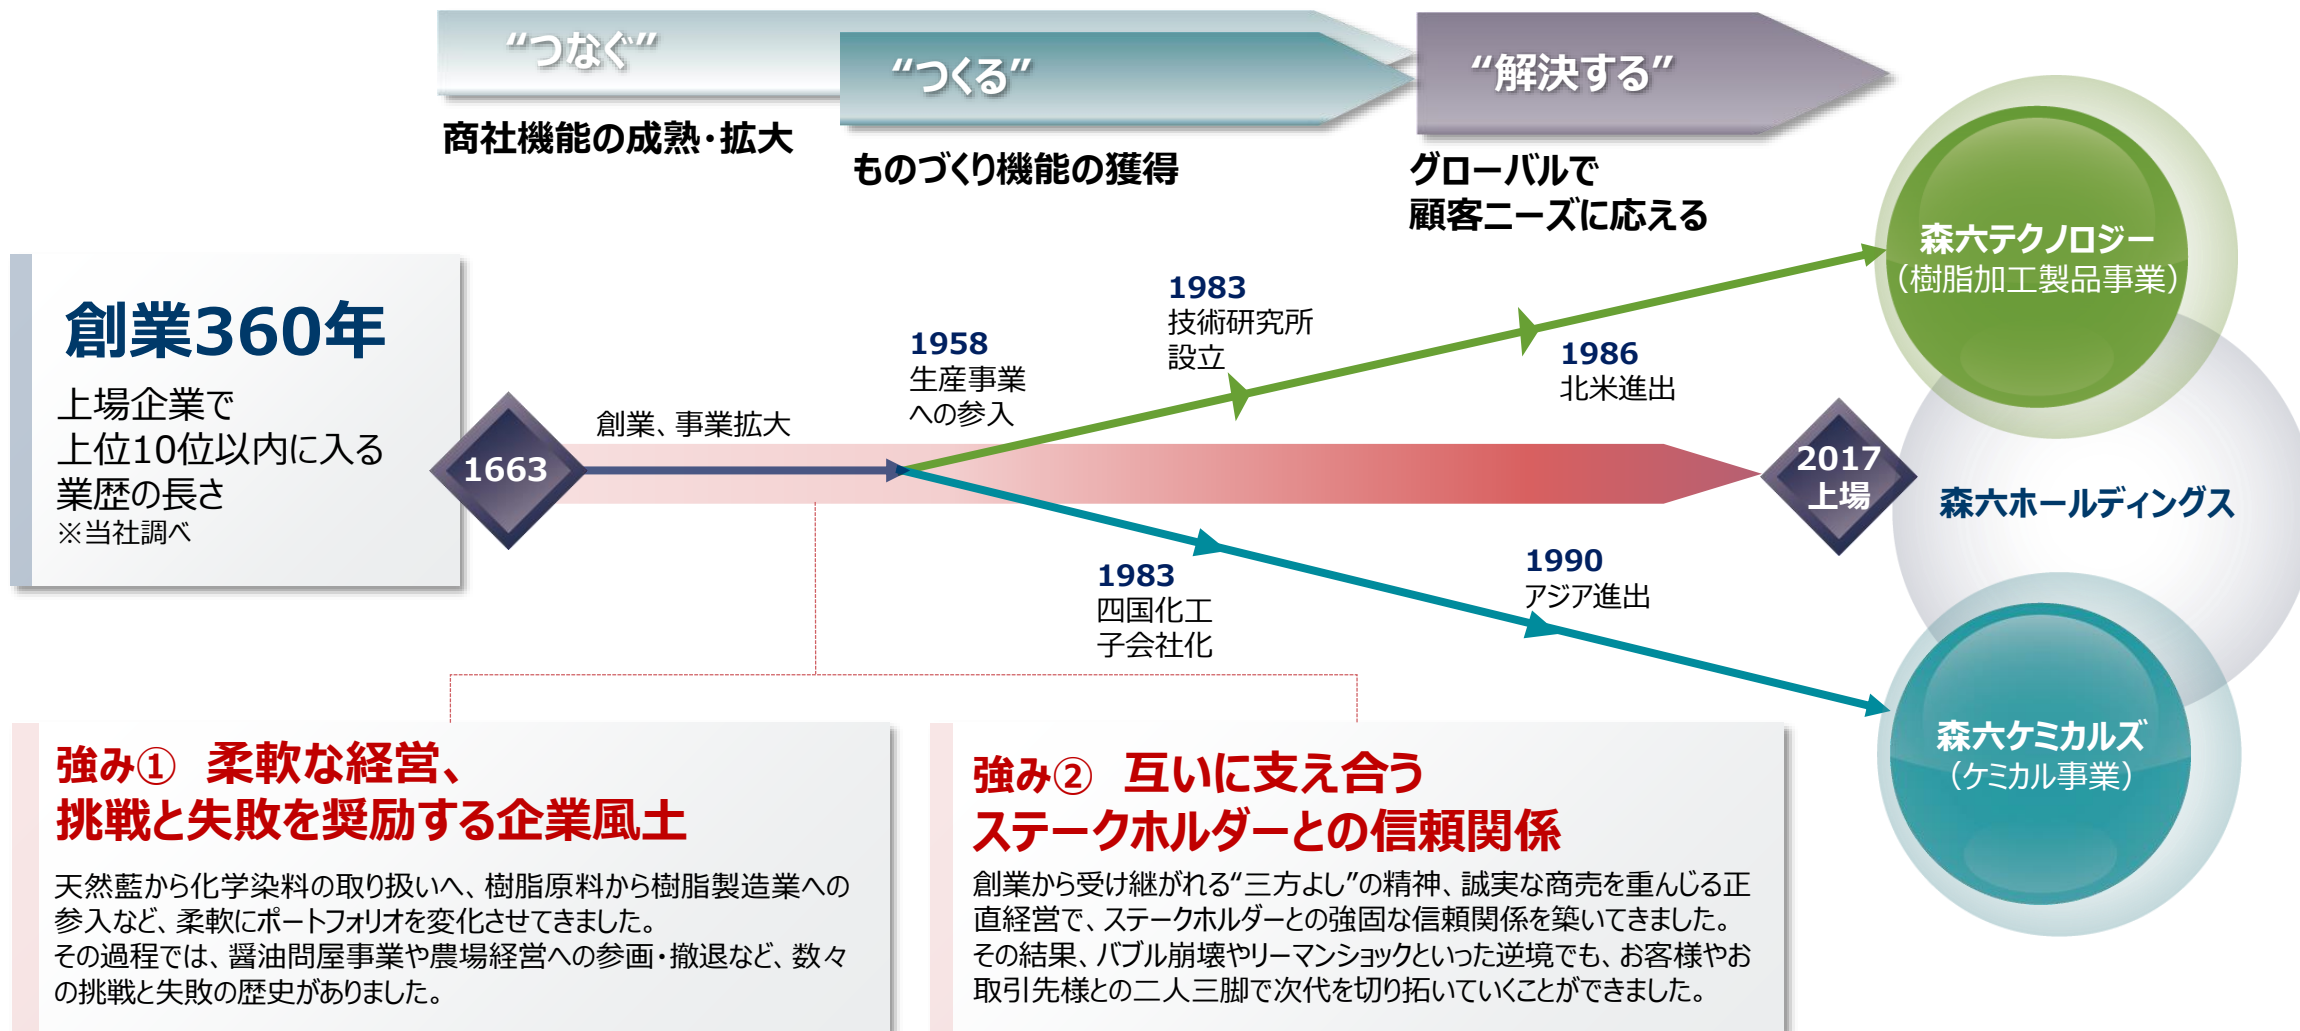 “つなぐ”
“つくる”
“解決する”
商社機能の成熟・拡大
ものづくり機能の獲得
グローバルで
顧客ニーズに応える
創業360年
上場企業で
上位10位以内に入る
業歴の長さ
※当社調べ
1663
創業、事業拡大
1958
生産事業
への参入
1983
技術研究所
設立
1986
北米進出
1983
四国化工
子会社化
1990
アジア進出
2017
上場
森六テクノロジー
（樹脂加工製品事業）
森六ホールディングス
森六ケミカルズ
（ケミカル事業）
強み① 柔軟な経営、
挑戦と失敗を奨励する企業風土
天然藍から化学染料の取り扱いへ、樹脂原料から樹脂製造業への
参入など、柔軟にポートフォリオを変化させてきました。
その過程では、醤油問屋事業や農場経営への参画・撤退など、数々
の挑戦と失敗の歴史がありました。
強み② 互いに支え合う
ステークホルダーとの信頼関係
創業から受け継がれる“三方よし”の精神、誠実な商売を重んじる正
直経営で、ステークホルダーとの強固な信頼関係を築いてきました。
その結果、バブル崩壊やリーマンショックといった逆境でも、お客様やお
取引先様との二人三脚で次代を切り拓いていくことができました。